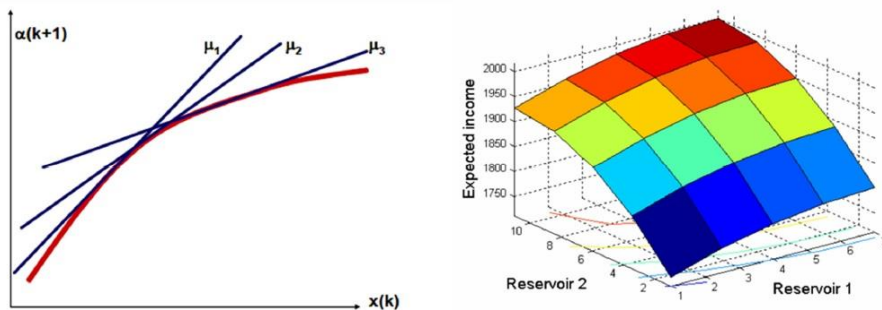 α(k+1)
μ1
μ2
μ3
x(k)
Expected income
2000
1950
1900
1850
1800
1750
10
8
6
4
2
Reservoir 2
1
2
3
4
5
6
Reservoir 1